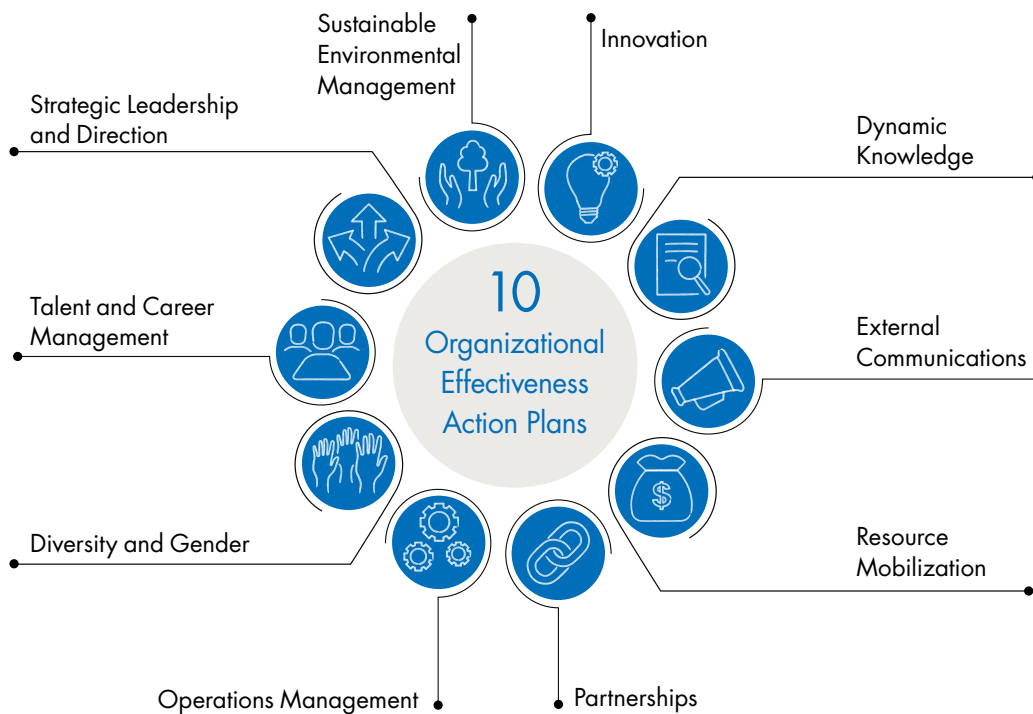 Sustainable
Environmental
Management
Innovation
Strategic Leadership
and Direction
Dynamic
Knowledge
10
Organizational
Effectiveness
Action Plans
Talent and Career
Management
External
Communications
$
Diversity and Gender
Resource
Mobilization
Operations Management
Partnerships